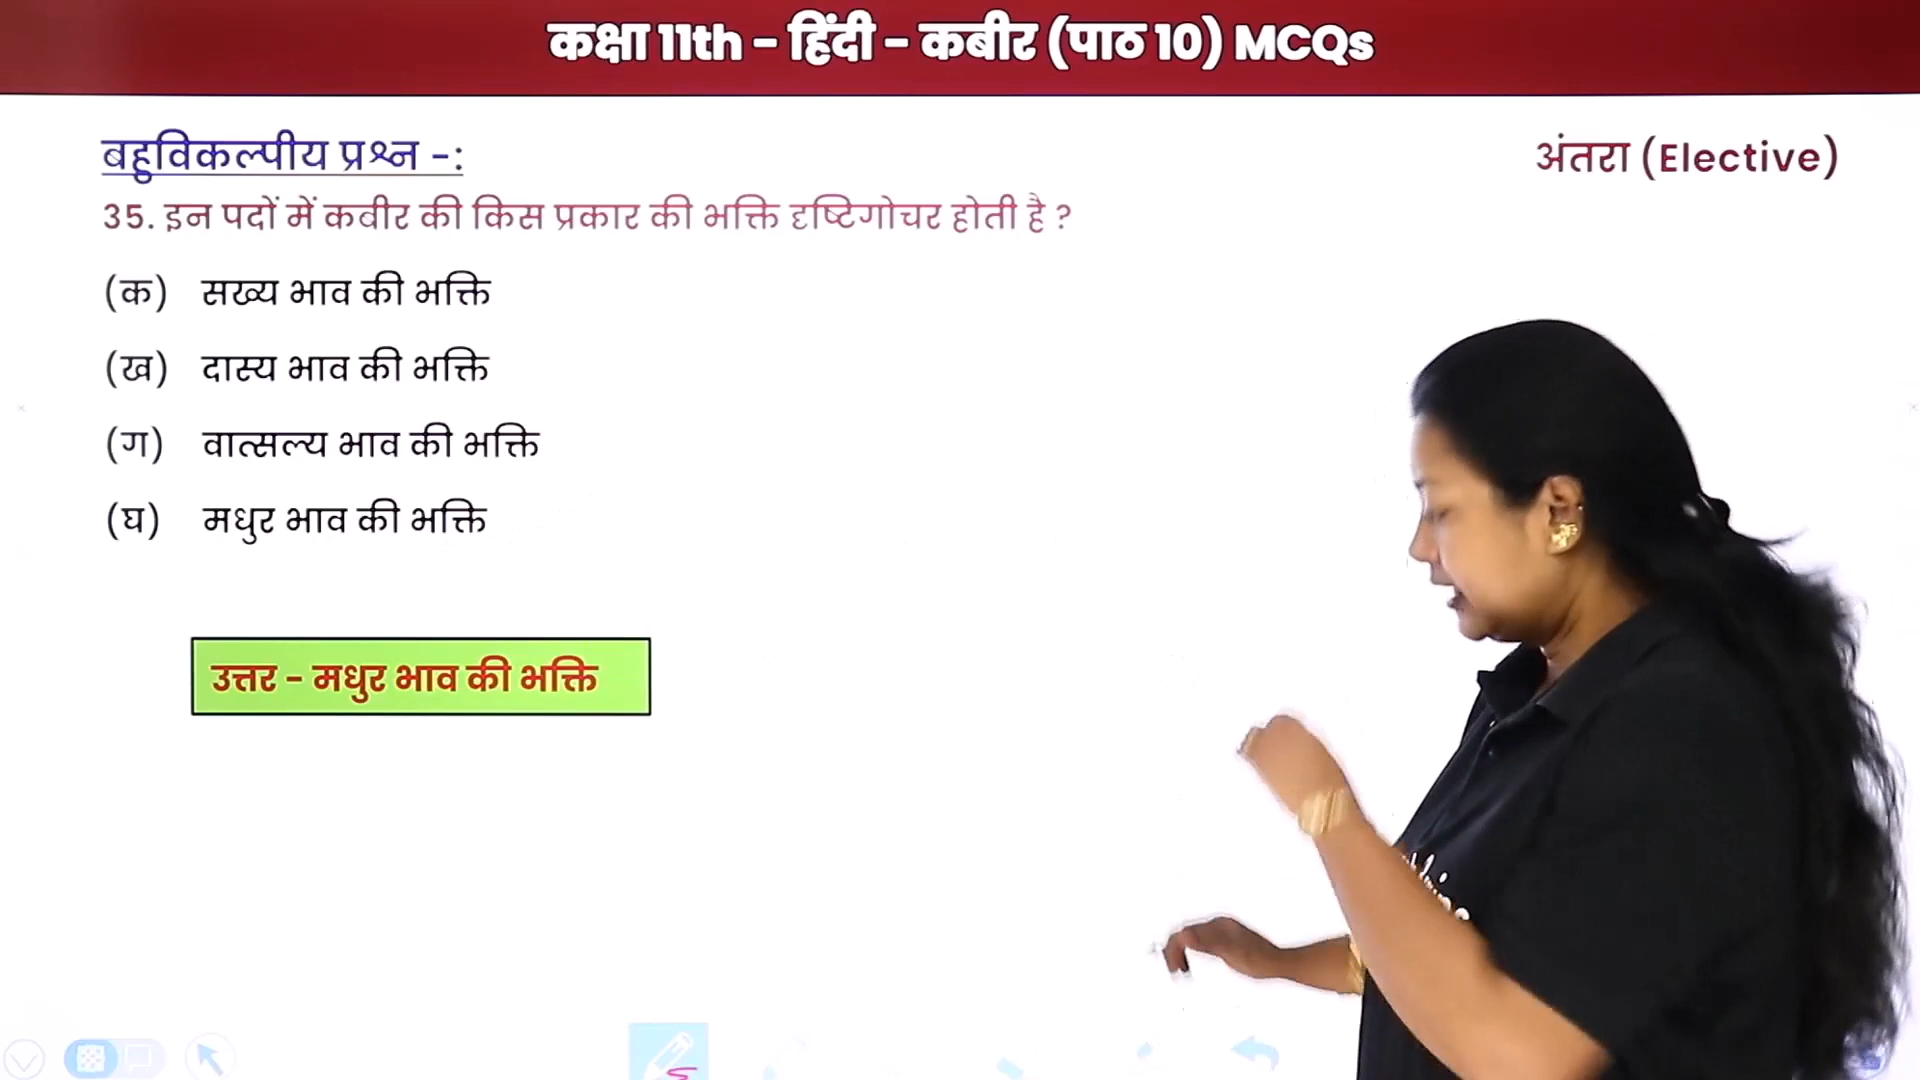 कक्षा 11th - हिंदी - कबीर (पाठ 10) MCQs
बहुविकल्पीय प्रश्न -:
अंतरा (Elective)
35. इन पदों में कबीर की किस प्रकार की भक्ति दृष्टिगोचर होती है ?
(क) सख्य भाव की भक्ति
(ख) दास्य भाव की भक्ति
(ग) वात्सल्य भाव की भक्ति
(घ) मधुर भाव की भक्ति
उत्तर - मधुर भाव की भक्ति